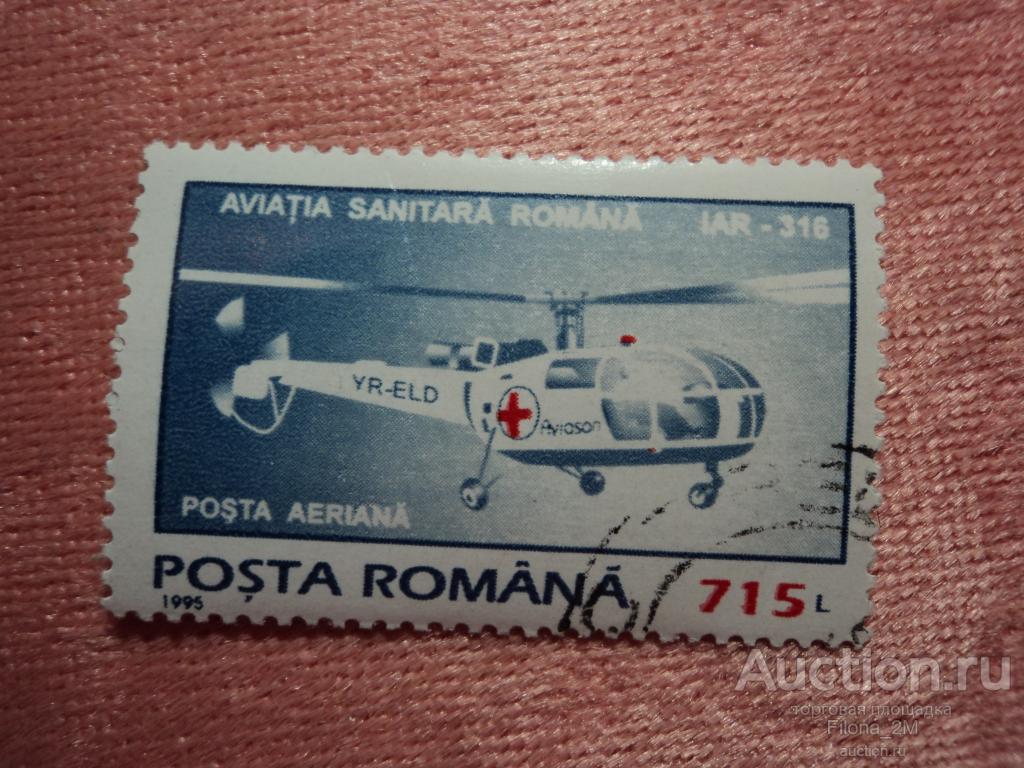 AVIAȚIA SANITARĂ ROMÂNĂ IAR - 316
YR-ELD
Aviasan
POȘTA AERIANĂ
POȘTA ROMÂNĂ 715 L
1995
Auction.ru
торговая площадка
Filona_2M
auction.ru